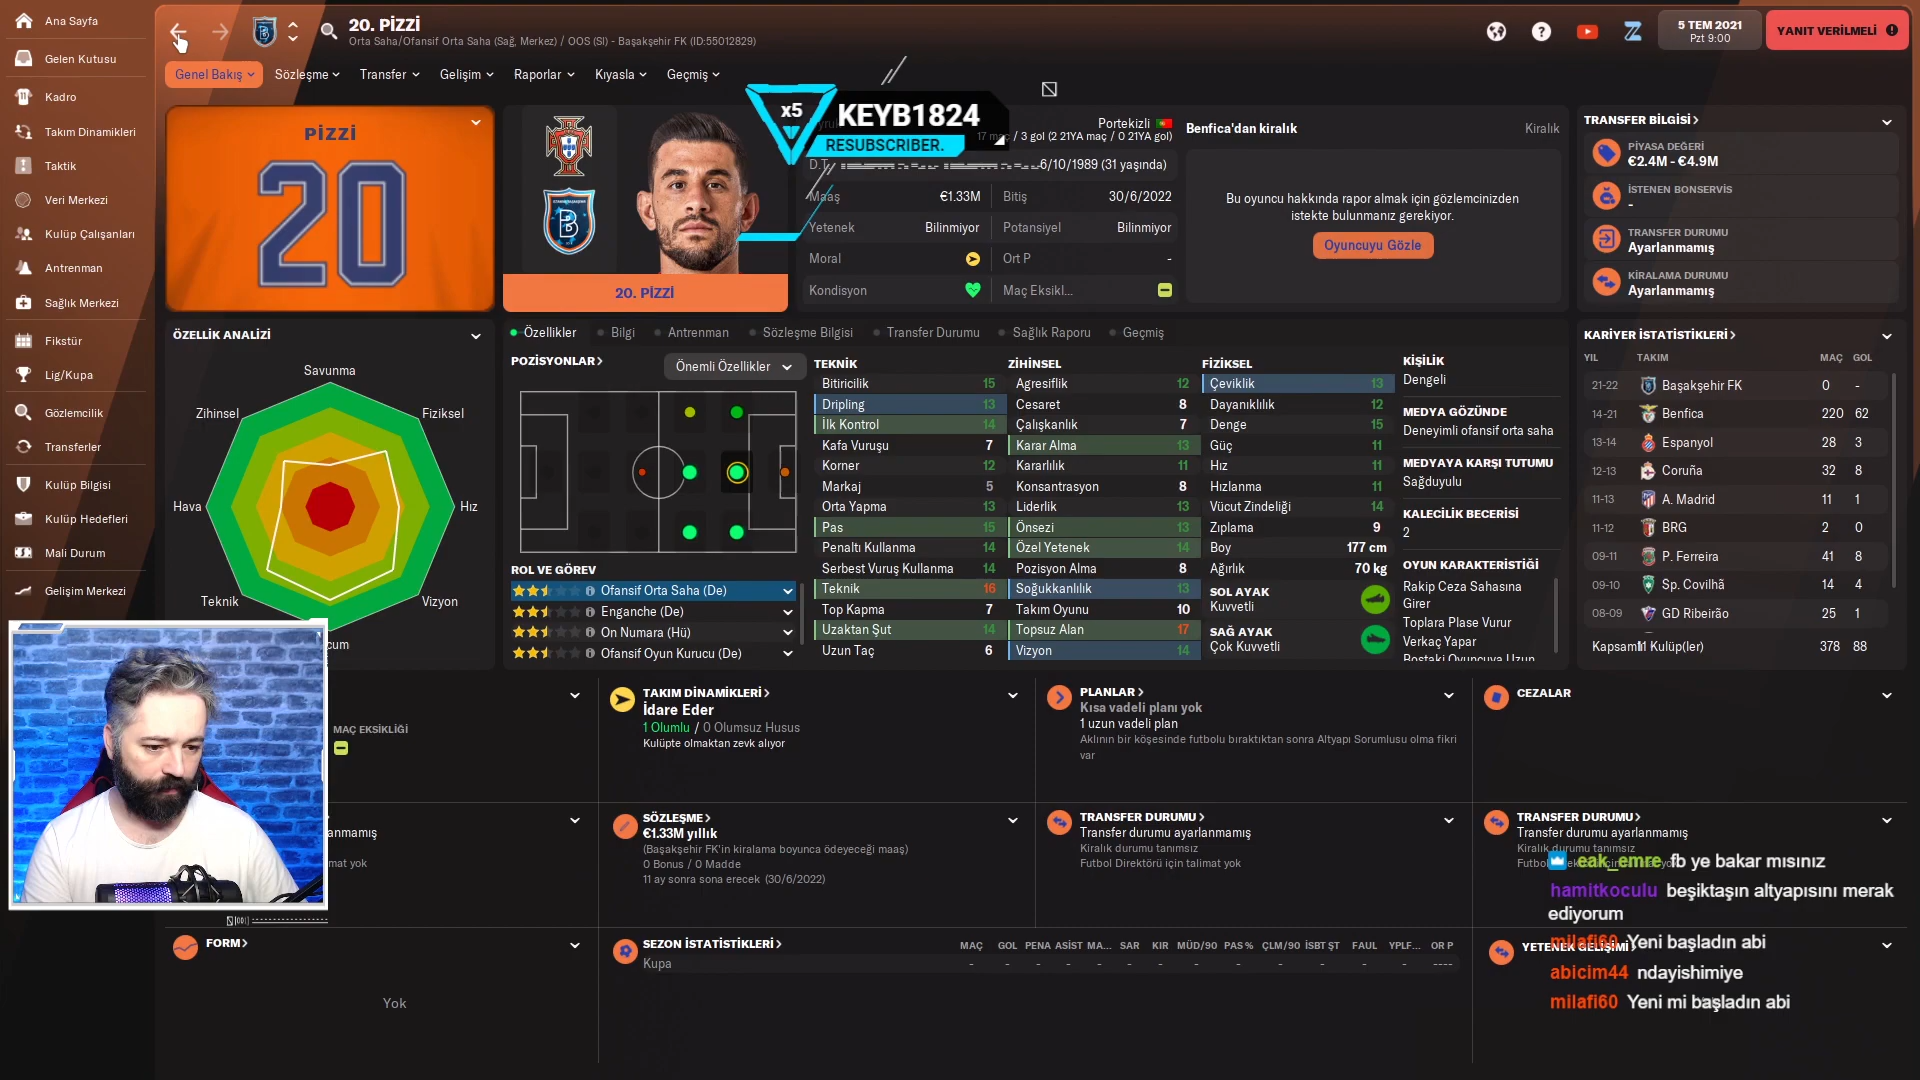 Ana Sayfa
Gelen Kutusu
Kadro
Takım Dinamikleri
Taktik
Veri Merkezi
Kulüp Çalışanları
Antrenman
Sağlık Merkezi
Fikstür
Lig/Kupa
Gözlemcilik
Transferler
Kulüp Bilgisi
Kulüp Hedefleri
Mali Durum
Gelişim Merkezi
20. PİZZİ
Orta Saha/Ofansif Orta Saha (Sağ, Merkez) / OOS (SI) - Başakşehir FK (ID:55012829)
5 TEM 2021
Pzt 9:00
YANIT VERİLMELİ
Genel Bakış
Sözleşme
Transfer
Gelişim
Raporlar
Kıyasla
Geçmiş
PİZZİ
20
20. PİZZİ
x5
KEYB1824
RESUBSCRIBER.
Portekizli
17 maç / 3 gol (2 21YA maç / 0 21YA gol)
D.T.
6/10/1989 (31 yaşında)
Maaş €1.33M
Bitiş 30/6/2022
Yetenek Bilinmiyor
Potansiyel Bilinmiyor
Moral
Ort P -
Kondisyon
Maç Eksikl...
Benfica'dan kiralık
Kiralık
Bu oyuncu hakkında rapor almak için gözlemcinizden
istekte bulunmanız gerekiyor.
Oyuncuyu Gözle
TRANSFER BİLGİSİ
PİYASA DEĞERİ
€2.4M - €4.9M
İSTENEN BONSERVİS
-
TRANSFER DURUMU
Ayarlanmamış
KİRALAMA DURUMU
Ayarlanmamış
ÖZELLİK ANALİZİ
Savunma
Zihinsel
Fiziksel
Hava
Hız
Teknik
Vizyon
cum
Özellikler
Bilgi
Antrenman
Sözleşme Bilgisi
Transfer Durumu
Sağlık Raporu
Geçmiş
POZİSYONLAR
Önemli Özellikler
ROL VE GÖREV
Ofansif Orta Saha (De)
Enganche (De)
On Numara (Hü)
Ofansif Oyun Kurucu (De)
TEKNİK
Bitiricilik 15
Dripling 13
İlk Kontrol 14
Kafa Vuruşu 7
Korner 12
Markaj 5
Orta Yapma 13
Pas 15
Penaltı Kullanma 14
Serbest Vuruş Kullanma 14
Teknik 16
Top Kapma 7
Uzaktan Şut 14
Uzun Taç 6
ZİHİNSEL
Agresiflik 12
Cesaret 8
Çalışkanlık 7
Karar Alma 13
Kararlılık 11
Konsantrasyon 8
Liderlik 13
Önsezi 13
Özel Yetenek 14
Pozisyon Alma 8
Soğukkanlılık 13
Takım Oyunu 10
Topsuz Alan 17
Vizyon 14
FİZİKSEL
Çeviklik 13
Dayanıklılık 12
Denge 15
Güç 11
Hız 11
Hızlanma 11
Vücut Zindeliği 14
Zıplama 9
Boy 177 cm
Ağırlık 70 kg
SOL AYAK
Kuvvetli
SAĞ AYAK
Çok Kuvvetli
KİŞİLİK
Dengeli
MEDYA GÖZÜNDE
Deneyimli ofansif orta saha
MEDYAYA KARŞI TUTUMU
Sağduyulu
KALECİLİK BECERİSİ
2
OYUN KARAKTERİSTİĞİ
Rakip Ceza Sahasına
Girer
Toplara Plase Vurur
Verkaç Yapar
Boştaki Oyuncuya Uzun
KARİYER İSTATİSTİKLERİ
YIL TAKIM MAÇ GOL
21-22 Başakşehir FK 0 -
14-21 Benfica 220 62
13-14 Espanyol 28 3
12-13 Coruña 32 8
11-13 A. Madrid 11 1
11-12 BRG 2 0
09-11 P. Ferreira 41 8
09-10 Sp. Covilhã 14 4
08-09 GD Ribeirão 25 1
Kapsamlı 11 Kulüp(ler) 378 88
MAÇ EKSİKLİĞİ
TAKIM DİNAMİKLERİ
İdare Eder
1 Olumlu / 0 Olumsuz Husus
Kulüpte olmaktan zevk alıyor
PLANLAR
Kısa vadeli planı yok
1 uzun vadeli plan
Aklının bir köşesinde futbolu bıraktıktan sonra Altyapı Sorumlusu olma fikri
var
CEZALAR
anmamış
mat yok
SÖZLEŞME
€1.33M yıllık
(Başakşehir FK'in kiralama boyunca ödeyeceği maaş)
0 Bonus / 0 Madde
11 ay sonra sona erecek (30/6/2022)
TRANSFER DURUMU
Transfer durumu ayarlanmamış
Kiralık durumu tanımsız
Futbol Direktörü için talimat yok
TRANSFER DURUMU
Transfer durumu ayarlanmamış
Kiralık durumu tanımsız
eak_emre fb ye bakar mısınız
hamitkoculu beşiktaşın altyapısını merak
ediyorum
milafi60 Yeni başladın abi
abicim44 ndayishimiye
milafi60 Yeni mi başladın abi
FORM
Yok
SEZON İSTATİSTİKLERİ
MAÇ GOL PENA ASİST MA... SAR KIR MÜD/90 PAS % ÇLM/90 İSBT ŞT FAUL YPLF... OR P
Kupa - - - - - - - - - - - - - ----
YETENEK GELİŞİMİ